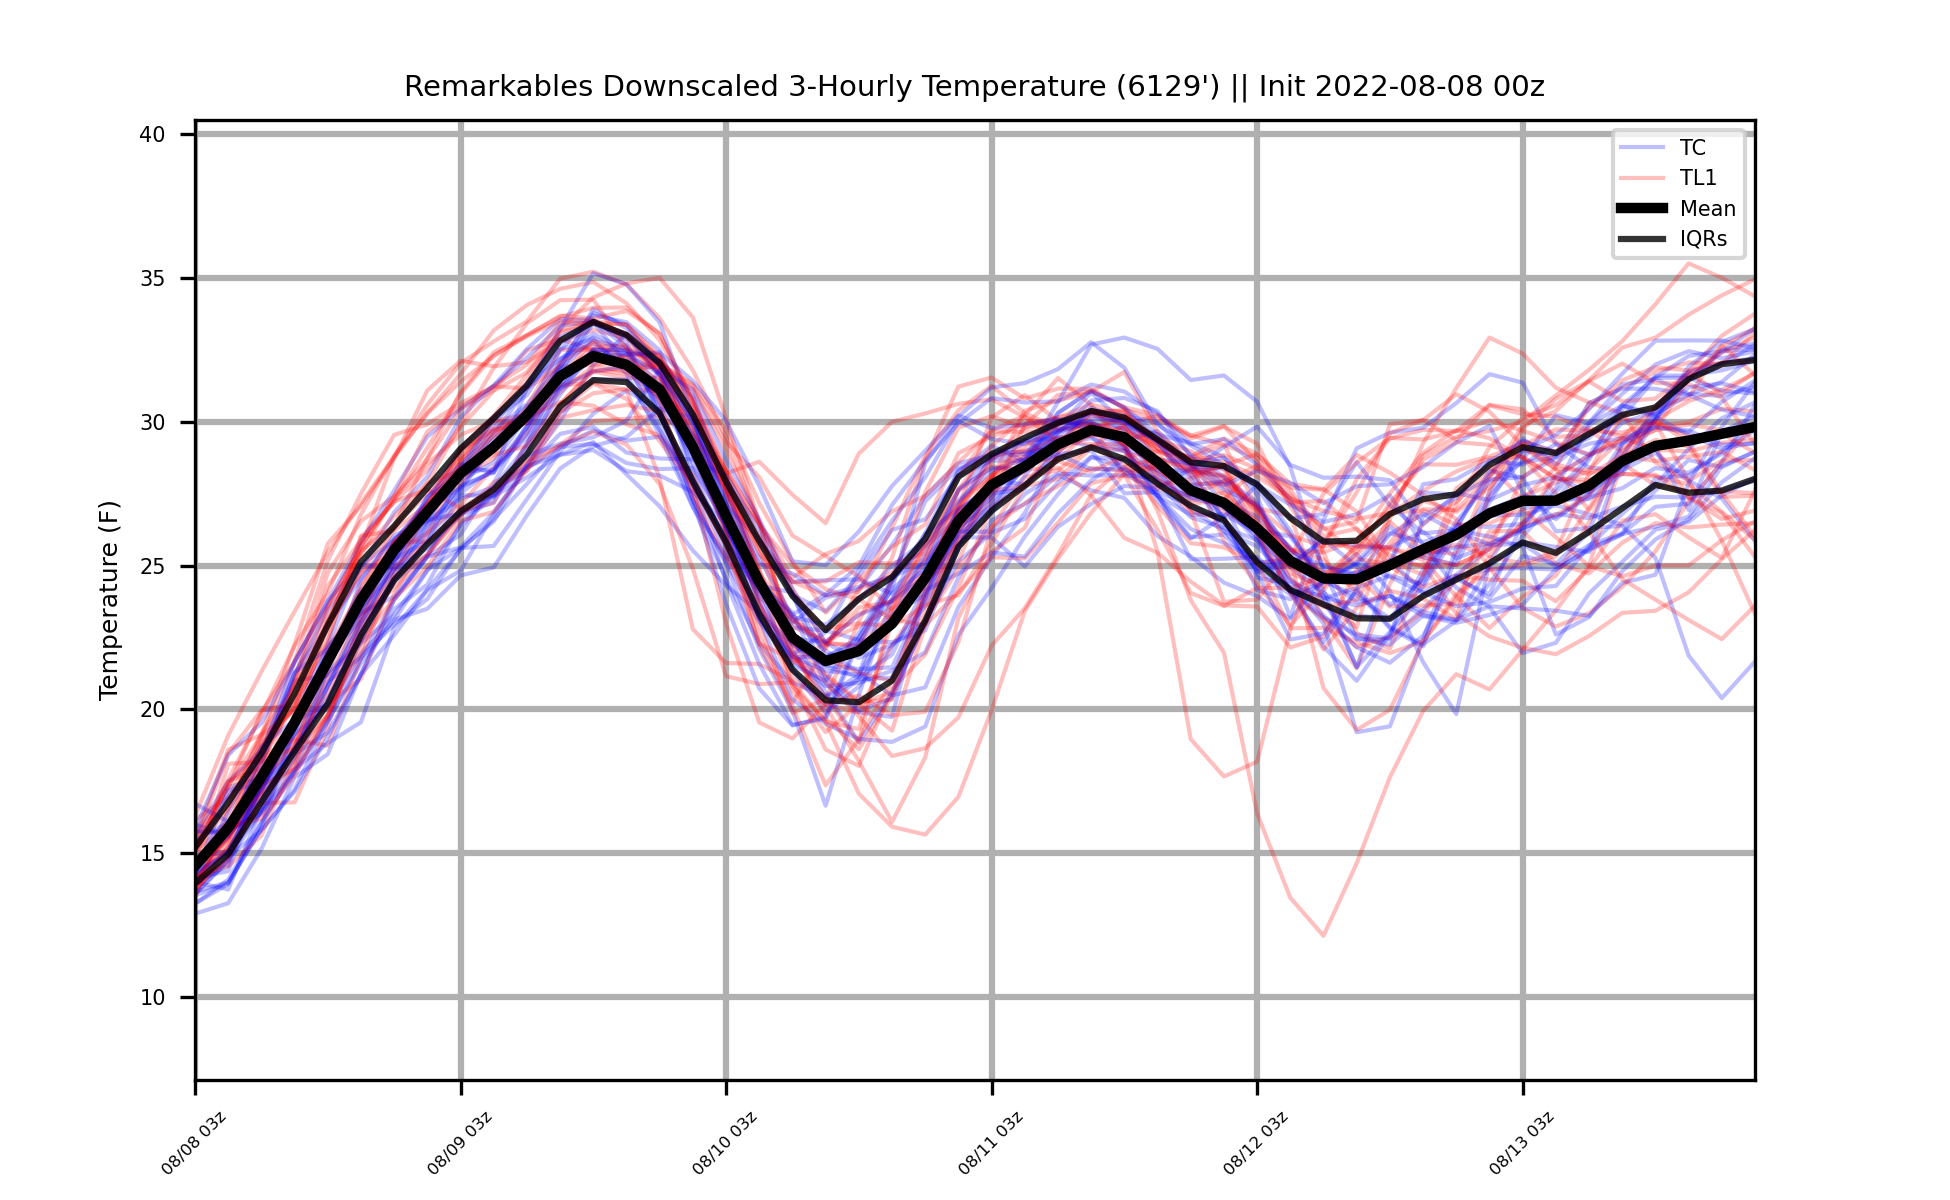 Remarkables Downscaled 3-Hourly Temperature (6129') || Init 2022-08-08 00z
TC
TL1
Mean
IQRs
Temperature (F)
40
35
30
25
20
15
10
08/08 03z
08/09 03z
08/10 03z
08/11 03z
08/12 03z
08/13 03z